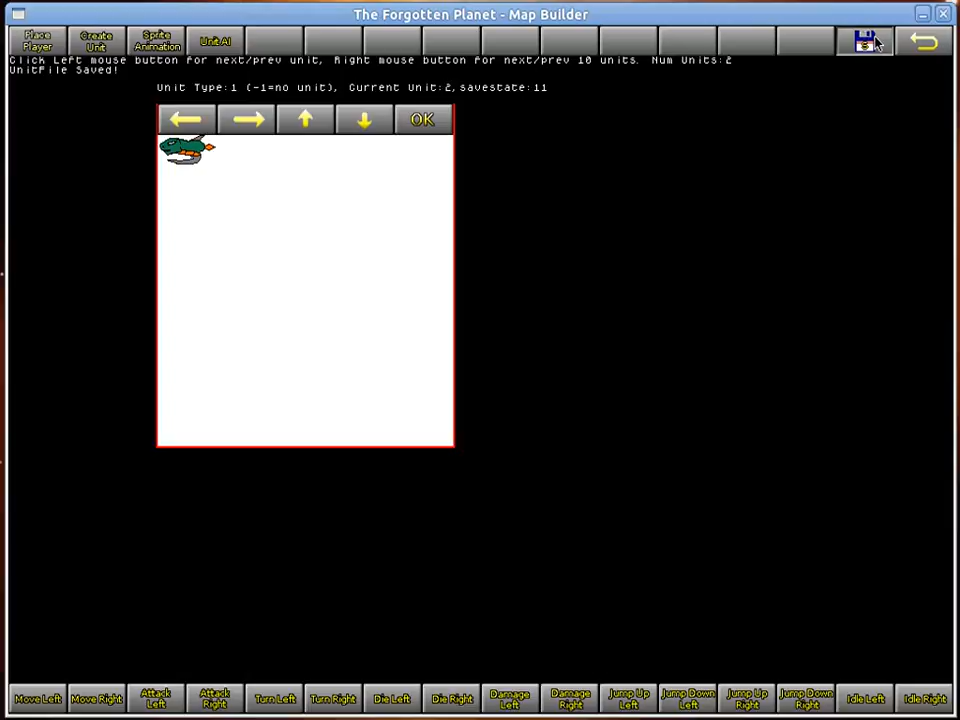 The Forgotten Planet - Map Builder
Place Player
Create Unit
Sprite Animation
Unit AI
Click Left mouse button for next/prev unit, Right mouse button for next/prev 10 units. Num Units:2
UnitFile Saved!
Unit Type:1 (-1=no unit), Current Unit:2,savestate:11
OK
Move Left
Move Right
Attack Left
Attack Right
Turn Left
Turn Right
Die Left
Die Right
Damage Left
Damage Right
Jump Up Left
Jump Down Left
Jump Up Right
Jump Down Right
Idle Left
Idle Right